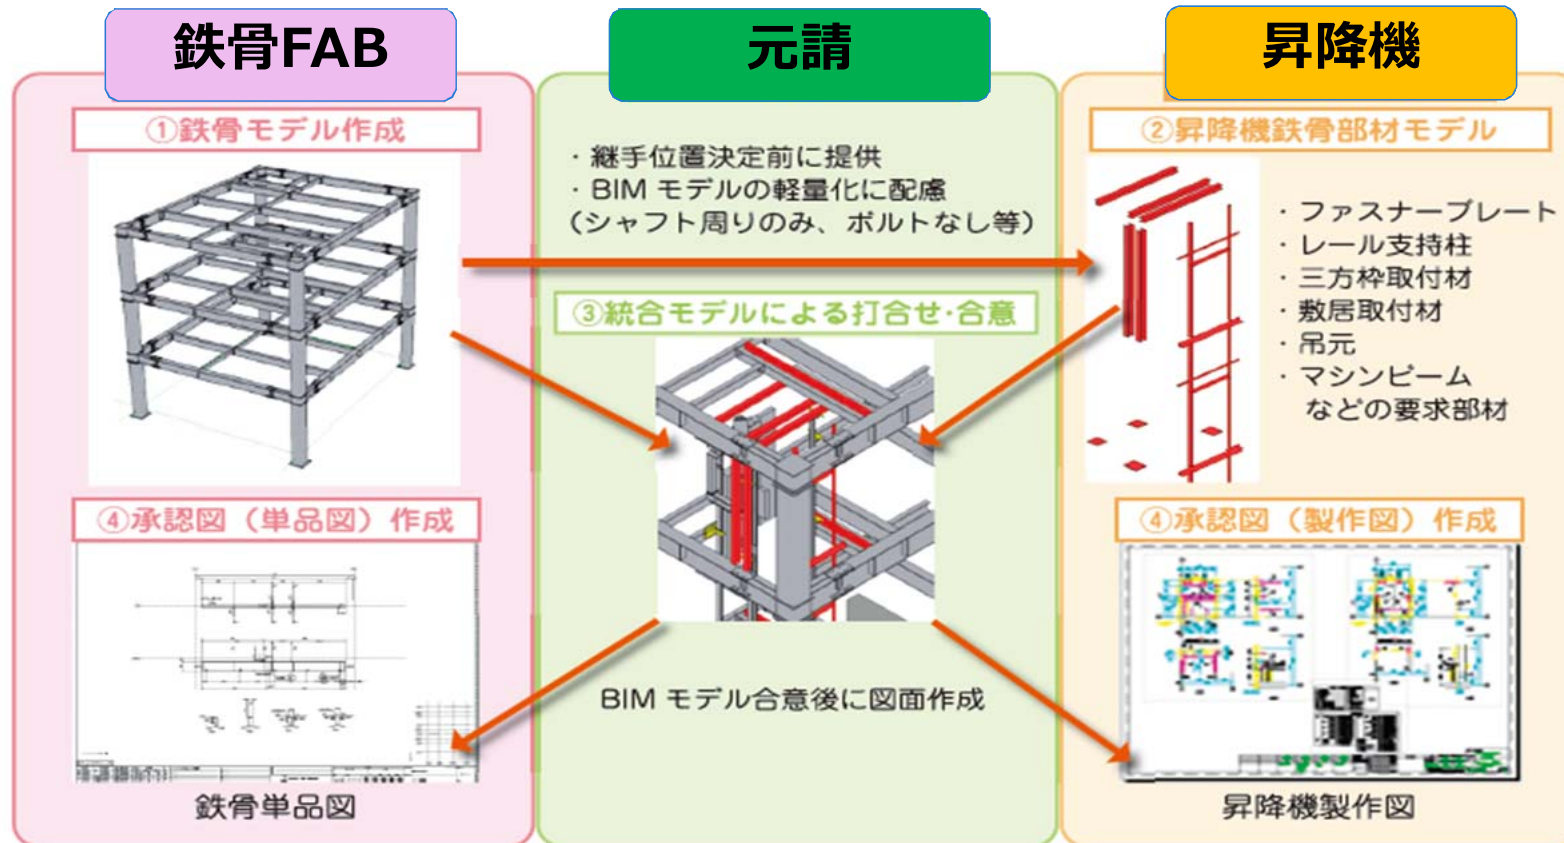 鉄骨FAB
元請
昇降機
①鉄骨モデル作成
・継手位置決定前に提供
・BIM モデルの軽量化に配慮
（シャフト周りのみ、ボルトなし等）
②昇降機鉄骨部材モデル
・ファスナープレート
・レール支持柱
・三方枠取付材
・敷居取付材
・吊元
・マシンビーム
などの要求部材
③統合モデルによる打合せ・合意
④承認図（単品図）作成
BIM モデル合意後に図面作成
④承認図（製作図）作成
鉄骨単品図
昇降機製作図